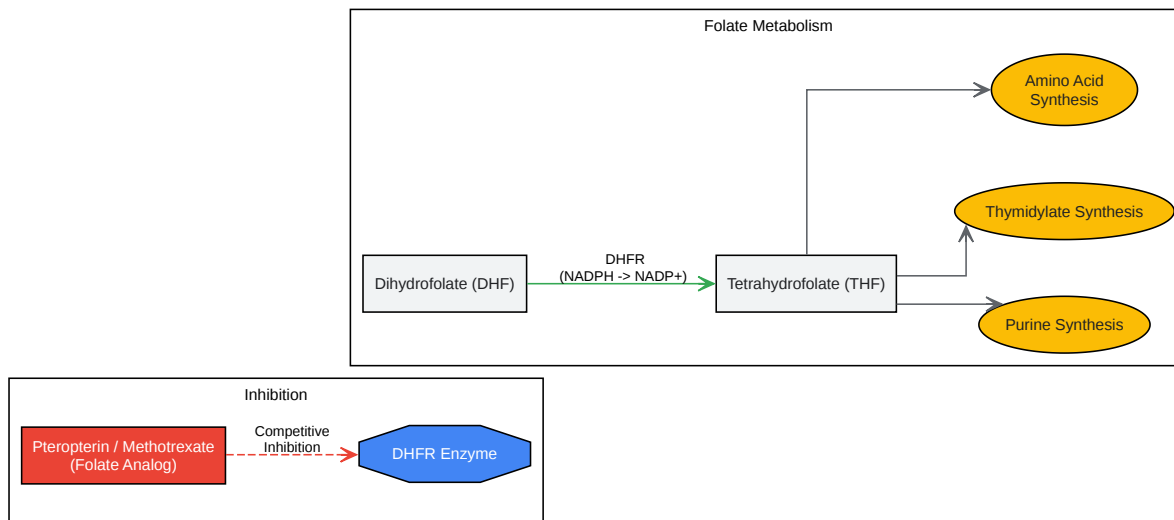 Folate Metabolism
Amino Acid
Synthesis
Thymidylate Synthesis
DHFR
(NADPH -> NADP+)
Dihydrofolate (DHF)
Tetrahydrofolate (THF)
Purine Synthesis
Inhibition
Pteropterin / Methotrexate
(Folate Analog)
Competitive
Inhibition
DHFR Enzyme